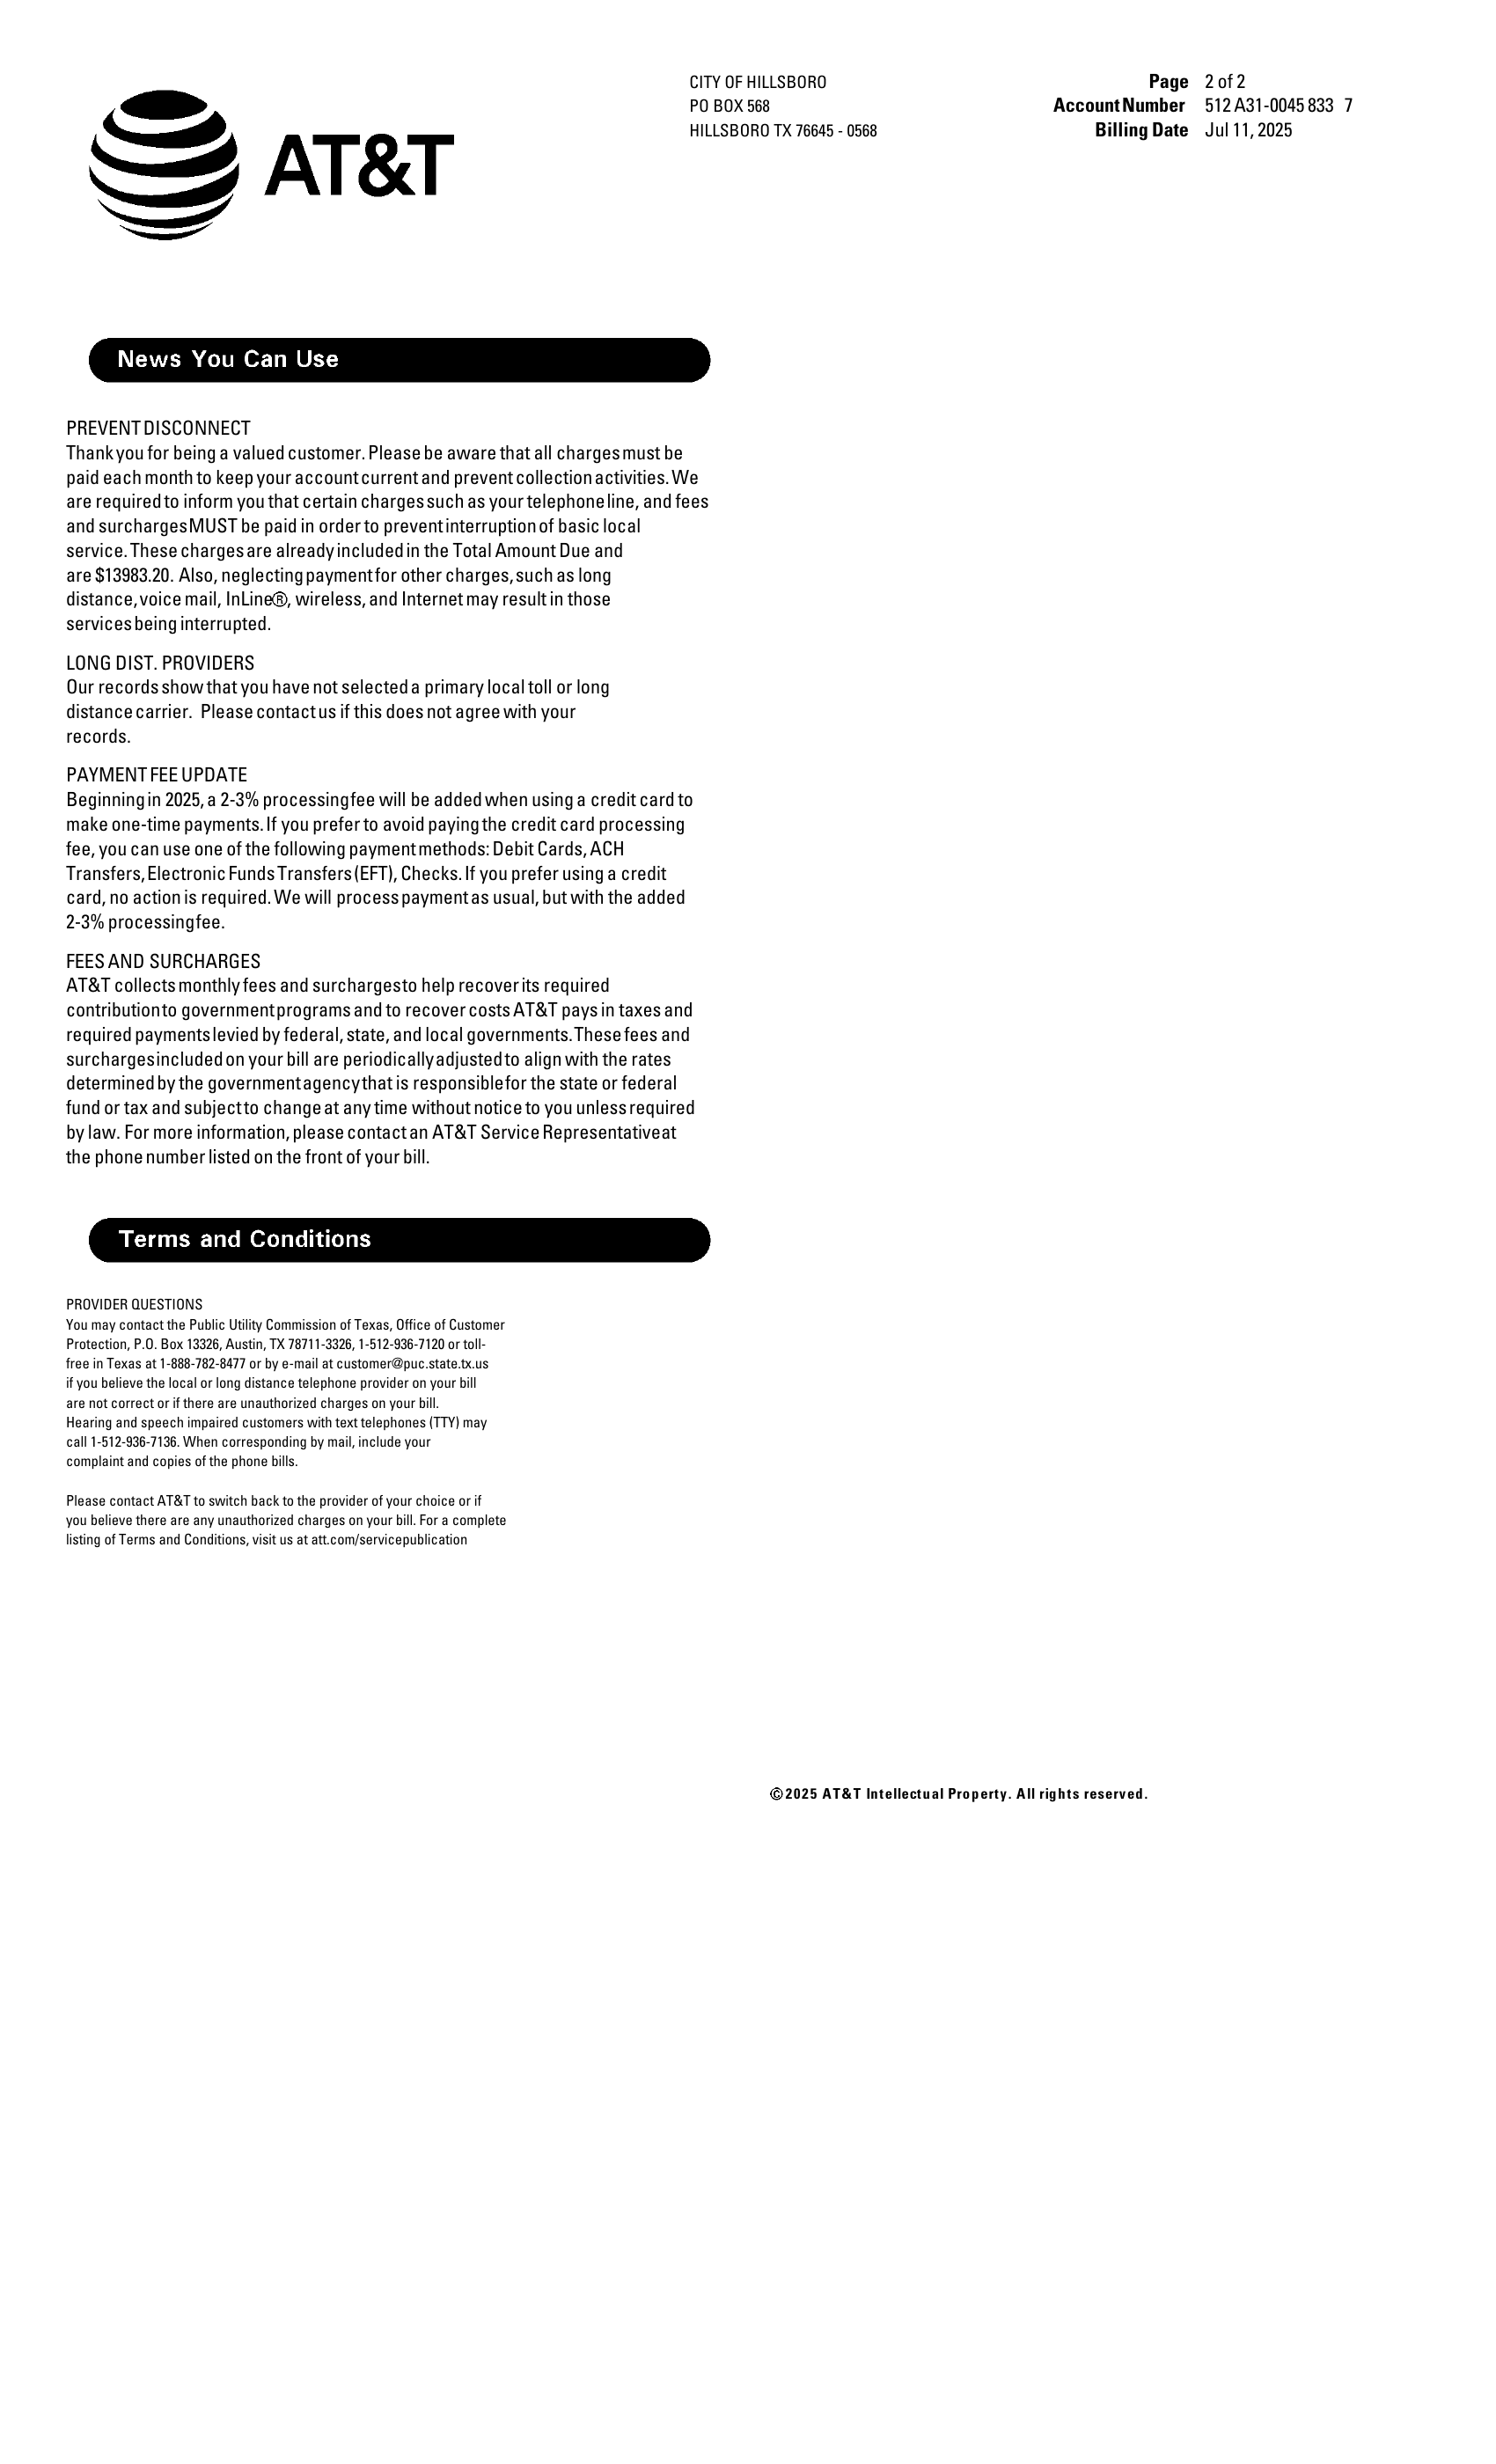 AT&T
CITY OF HILLSBORO
PO BOX 568
HILLSBORO TX 76645 - 0568
Page 2 of 2
Account Number 512 A31-0045 833 7
Billing Date Jul 11, 2025
News You Can Use
PREVENT DISCONNECT
Thank you for being a valued customer. Please be aware that all charges must be
paid each month to keep your account current and prevent collection activities. We
are required to inform you that certain charges such as your telephone line, and fees
and surcharges MUST be paid in order to prevent interruption of basic local
service. These charges are already included in the Total Amount Due and
are $13983.20. Also, neglecting payment for other charges, such as long
distance, voice mail, InLine®, wireless, and Internet may result in those
services being interrupted.
LONG DIST. PROVIDERS
Our records show that you have not selected a primary local toll or long
distance carrier. Please contact us if this does not agree with your
records.
PAYMENT FEE UPDATE
Beginning in 2025, a 2-3% processing fee will be added when using a credit card to
make one-time payments. If you prefer to avoid paying the credit card processing
fee, you can use one of the following payment methods: Debit Cards, ACH
Transfers, Electronic Funds Transfers (EFT), Checks. If you prefer using a credit
card, no action is required. We will process payment as usual, but with the added
2-3% processing fee.
FEES AND SURCHARGES
AT&T collects monthly fees and surcharges to help recover its required
contribution to government programs and to recover costs AT&T pays in taxes and
required payments levied by federal, state, and local governments. These fees and
surcharges included on your bill are periodically adjusted to align with the rates
determined by the government agency that is responsible for the state or federal
fund or tax and subject to change at any time without notice to you unless required
by law. For more information, please contact an AT&T Service Representative at
the phone number listed on the front of your bill.
Terms and Conditions
PROVIDER QUESTIONS
You may contact the Public Utility Commission of Texas, Office of Customer
Protection, P.O. Box 13326, Austin, TX 78711-3326, 1-512-936-7120 or toll-
free in Texas at 1-888-782-8477 or by e-mail at customer@puc.state.tx.us
if you believe the local or long distance telephone provider on your bill
are not correct or if there are unauthorized charges on your bill.
Hearing and speech impaired customers with text telephones (TTY) may
call 1-512-936-7136. When corresponding by mail, include your
complaint and copies of the phone bills.
Please contact AT&T to switch back to the provider of your choice or if
you believe there are any unauthorized charges on your bill. For a complete
listing of Terms and Conditions, visit us at att.com/servicepublication
©2025 AT&T Intellectual Property. All rights reserved.